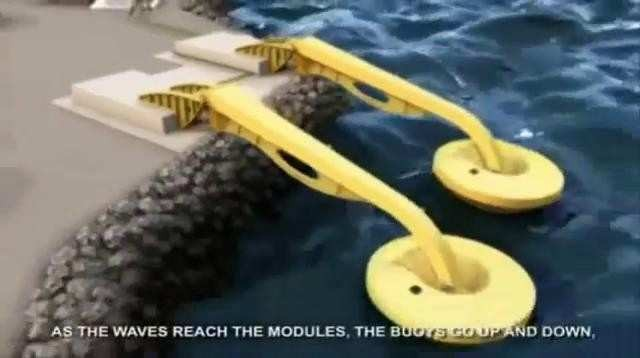 AS THE WAVES REACH THE MODULES, THE BUOYS GO UP AND DOWN,